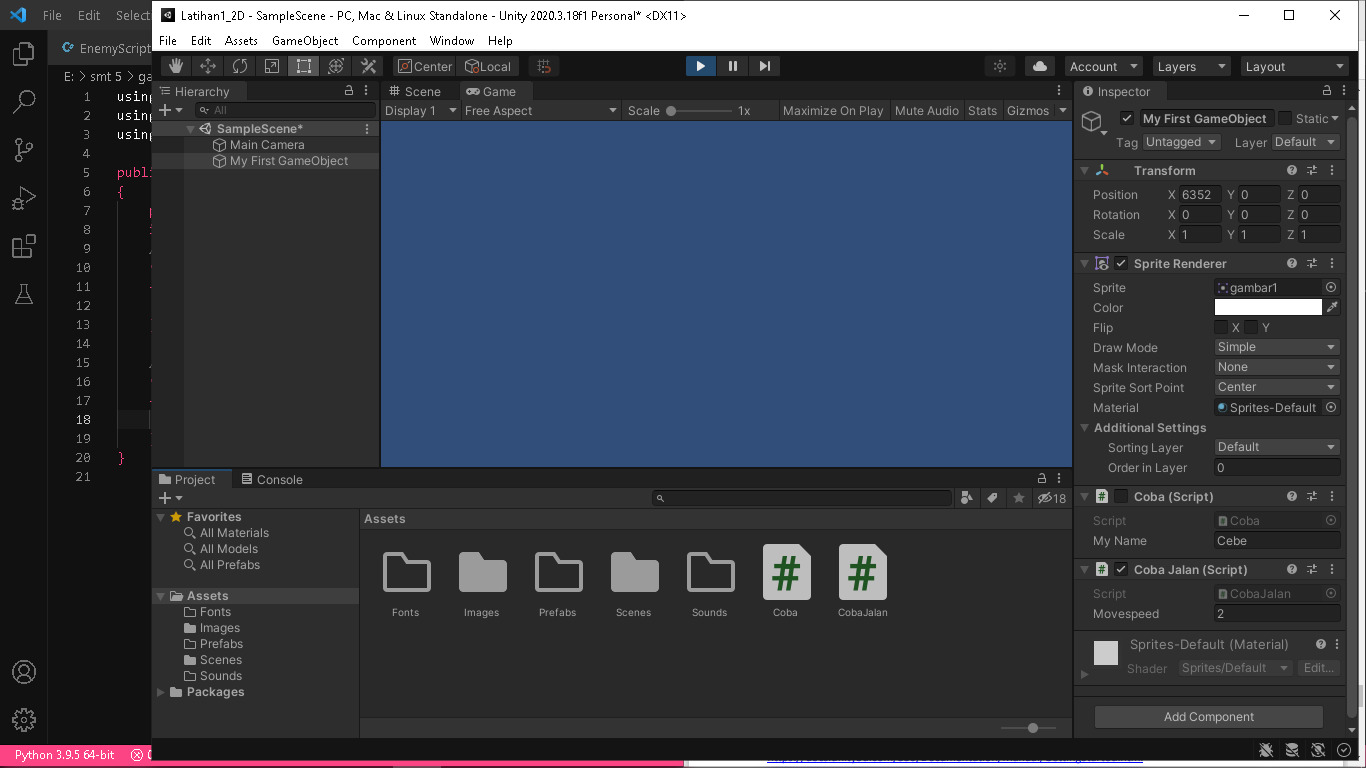 File Edit Select
Latihan1_2D - SampleScene - PC, Mac & Linux Standalone - Unity 2020.3.18f1 Personal* <DX11>
File Edit Assets GameObject Component Window Help
EnemyScript
Center Local
Account Layers Layout
E: > smt 5 > ga
1 using
2 using
3 using
4
5 publi
6 {
7
8
9
10
11
12
13
14
15
16
17
18
19
20 }
21
Hierarchy
All
SampleScene*
Main Camera
My First GameObject
Scene Game
Display 1 Free Aspect Scale 1x Maximize On Play Mute Audio Stats Gizmos
Inspector
My First GameObject Static
Tag Untagged Layer Default
Transform
Position X 6352 Y 0 Z 0
Rotation X 0 Y 0 Z 0
Scale X 1 Y 1 Z 1
Sprite Renderer
Sprite gambar1
Color
Flip X Y
Draw Mode Simple
Mask Interaction None
Sprite Sort Point Center
Material Sprites-Default
Additional Settings
Sorting Layer Default
Order in Layer 0
# Coba (Script)
Script Coba
My Name Cebe
# Coba Jalan (Script)
Script CobaJalan
Movespeed 2
Sprites-Default (Material)
Shader Sprites/Default Edit...
Add Component
Project Console
18
Favorites
All Materials
All Models
All Prefabs
Assets
Fonts
Images
Prefabs
Scenes
Sounds
Packages
Assets
# #
Fonts Images Prefabs Scenes Sounds Coba CobaJalan
Python 3.9.5 64-bit